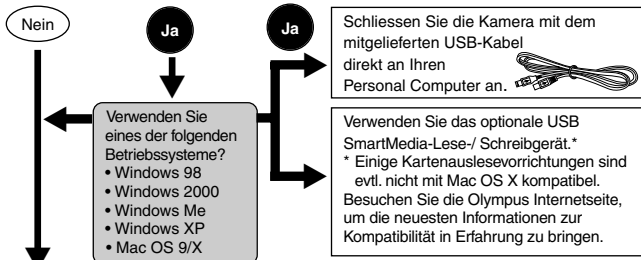 Nein
Ja
Ja
Schliessen Sie die Kamera mit dem
mitgelieferten USB-Kabel
direkt an Ihren
Personal Computer an.
Verwenden Sie
eines der folgenden
Betriebssysteme?
• Windows 98
• Windows 2000
• Windows Me
• Windows XP
• Mac OS 9/X
Verwenden Sie das optionale USB
SmartMedia-Lese-/ Schreibgerät.*
* Einige Kartenauslesevorrichtungen sind
evtl. nicht mit Mac OS X kompatibel.
Besuchen Sie die Olympus Internetseite,
um die neuesten Informationen zur
Kompatibilität in Erfahrung zu bringen.